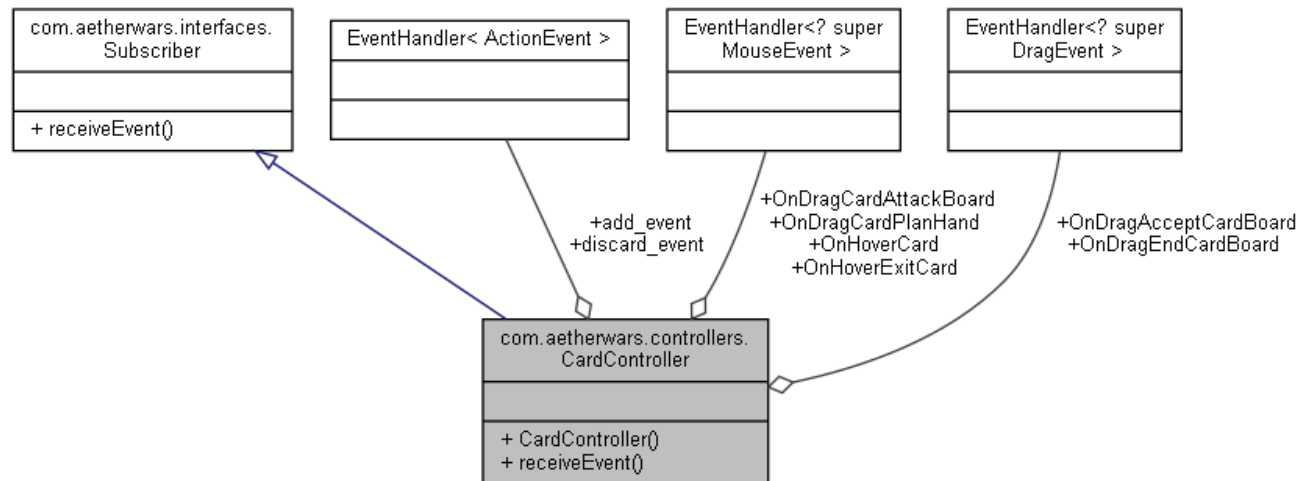 com.aetherwars.interfaces.
Subscriber
+ receiveEvent()
EventHandler< ActionEvent >
EventHandler<? super
MouseEvent >
EventHandler<? super
DragEvent >
+add_event
+discard_event
+OnDragCardAttackBoard
+OnDragCardPlanHand
+OnHoverCard
+OnHoverExitCard
+OnDragAcceptCardBoard
+OnDragEndCardBoard
com.aetherwars.controllers.
CardController
+ CardController()
+ receiveEvent()